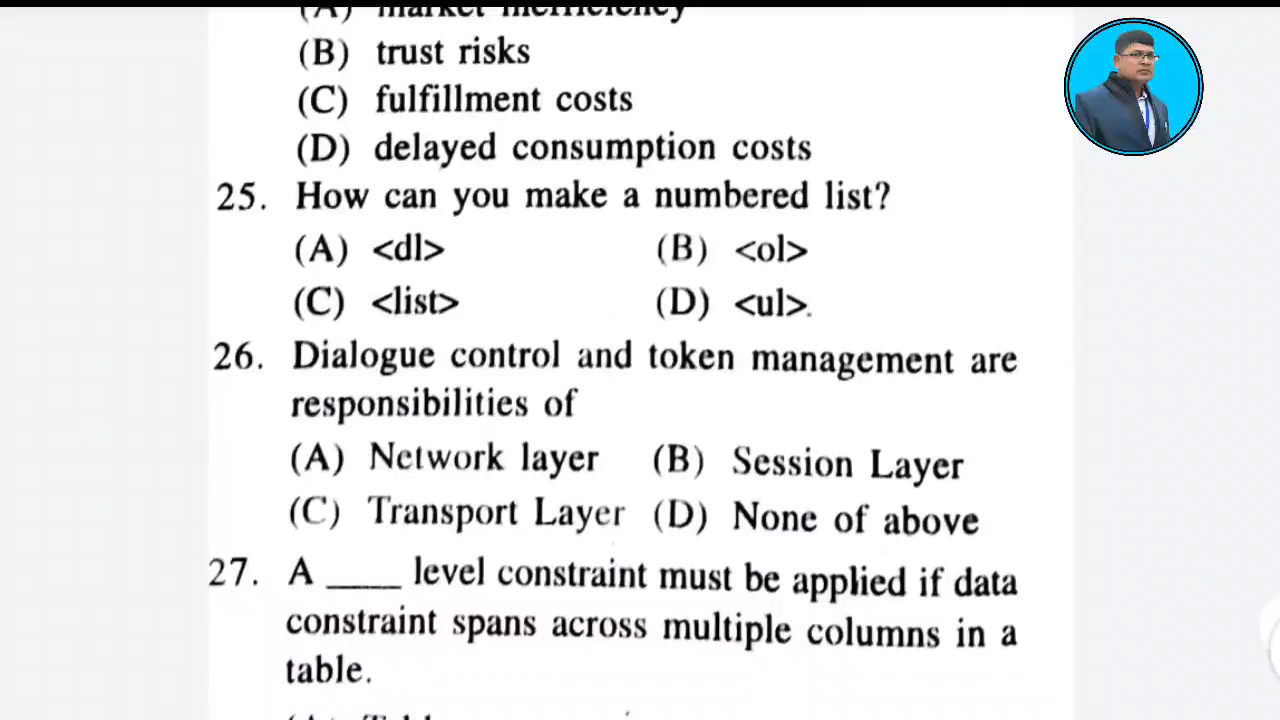 (A) market inefficiency
(B) trust risks
(C) fulfillment costs
(D) delayed consumption costs
25. How can you make a numbered list?
(A) <dl> (B) <ol>
(C) <list> (D) <ul>.
26. Dialogue control and token management are
responsibilities of
(A) Network layer (B) Session Layer
(C) Transport Layer (D) None of above
27. A ____ level constraint must be applied if data
constraint spans across multiple columns in a
table.